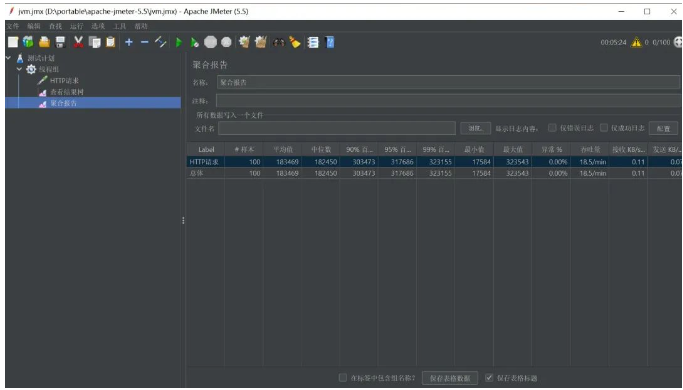 jvm.jmx (D:\portable\apache-jmeter-5.5\jvm.jmx) - Apache JMeter (5.5)
文件 编辑 查找 运行 选项 工具 帮助
00:05:24 0 0/100
测试计划
线程组
HTTP请求
查看结果树
聚合报告
聚合报告
名称: 聚合报告
注释:
所有数据写入一个文件
文件名 浏览... 显示日志内容: 仅错误日志 仅成功日志 配置
Label # 样本 平均值 中位数 90% 百... 95% 百... 99% 百... 最小值 最大值 异常 % 吞吐量 接收 KB/s... 发送 KB/...
HTTP请求 100 183469 182450 303473 317686 323155 17584 323543 0.00% 18.5/min 0.11 0.07
总体 100 183469 182450 303473 317686 323155 17584 323543 0.00% 18.5/min 0.11 0.07
在标签中包含组名称? 保存表格数据 保存表格标题